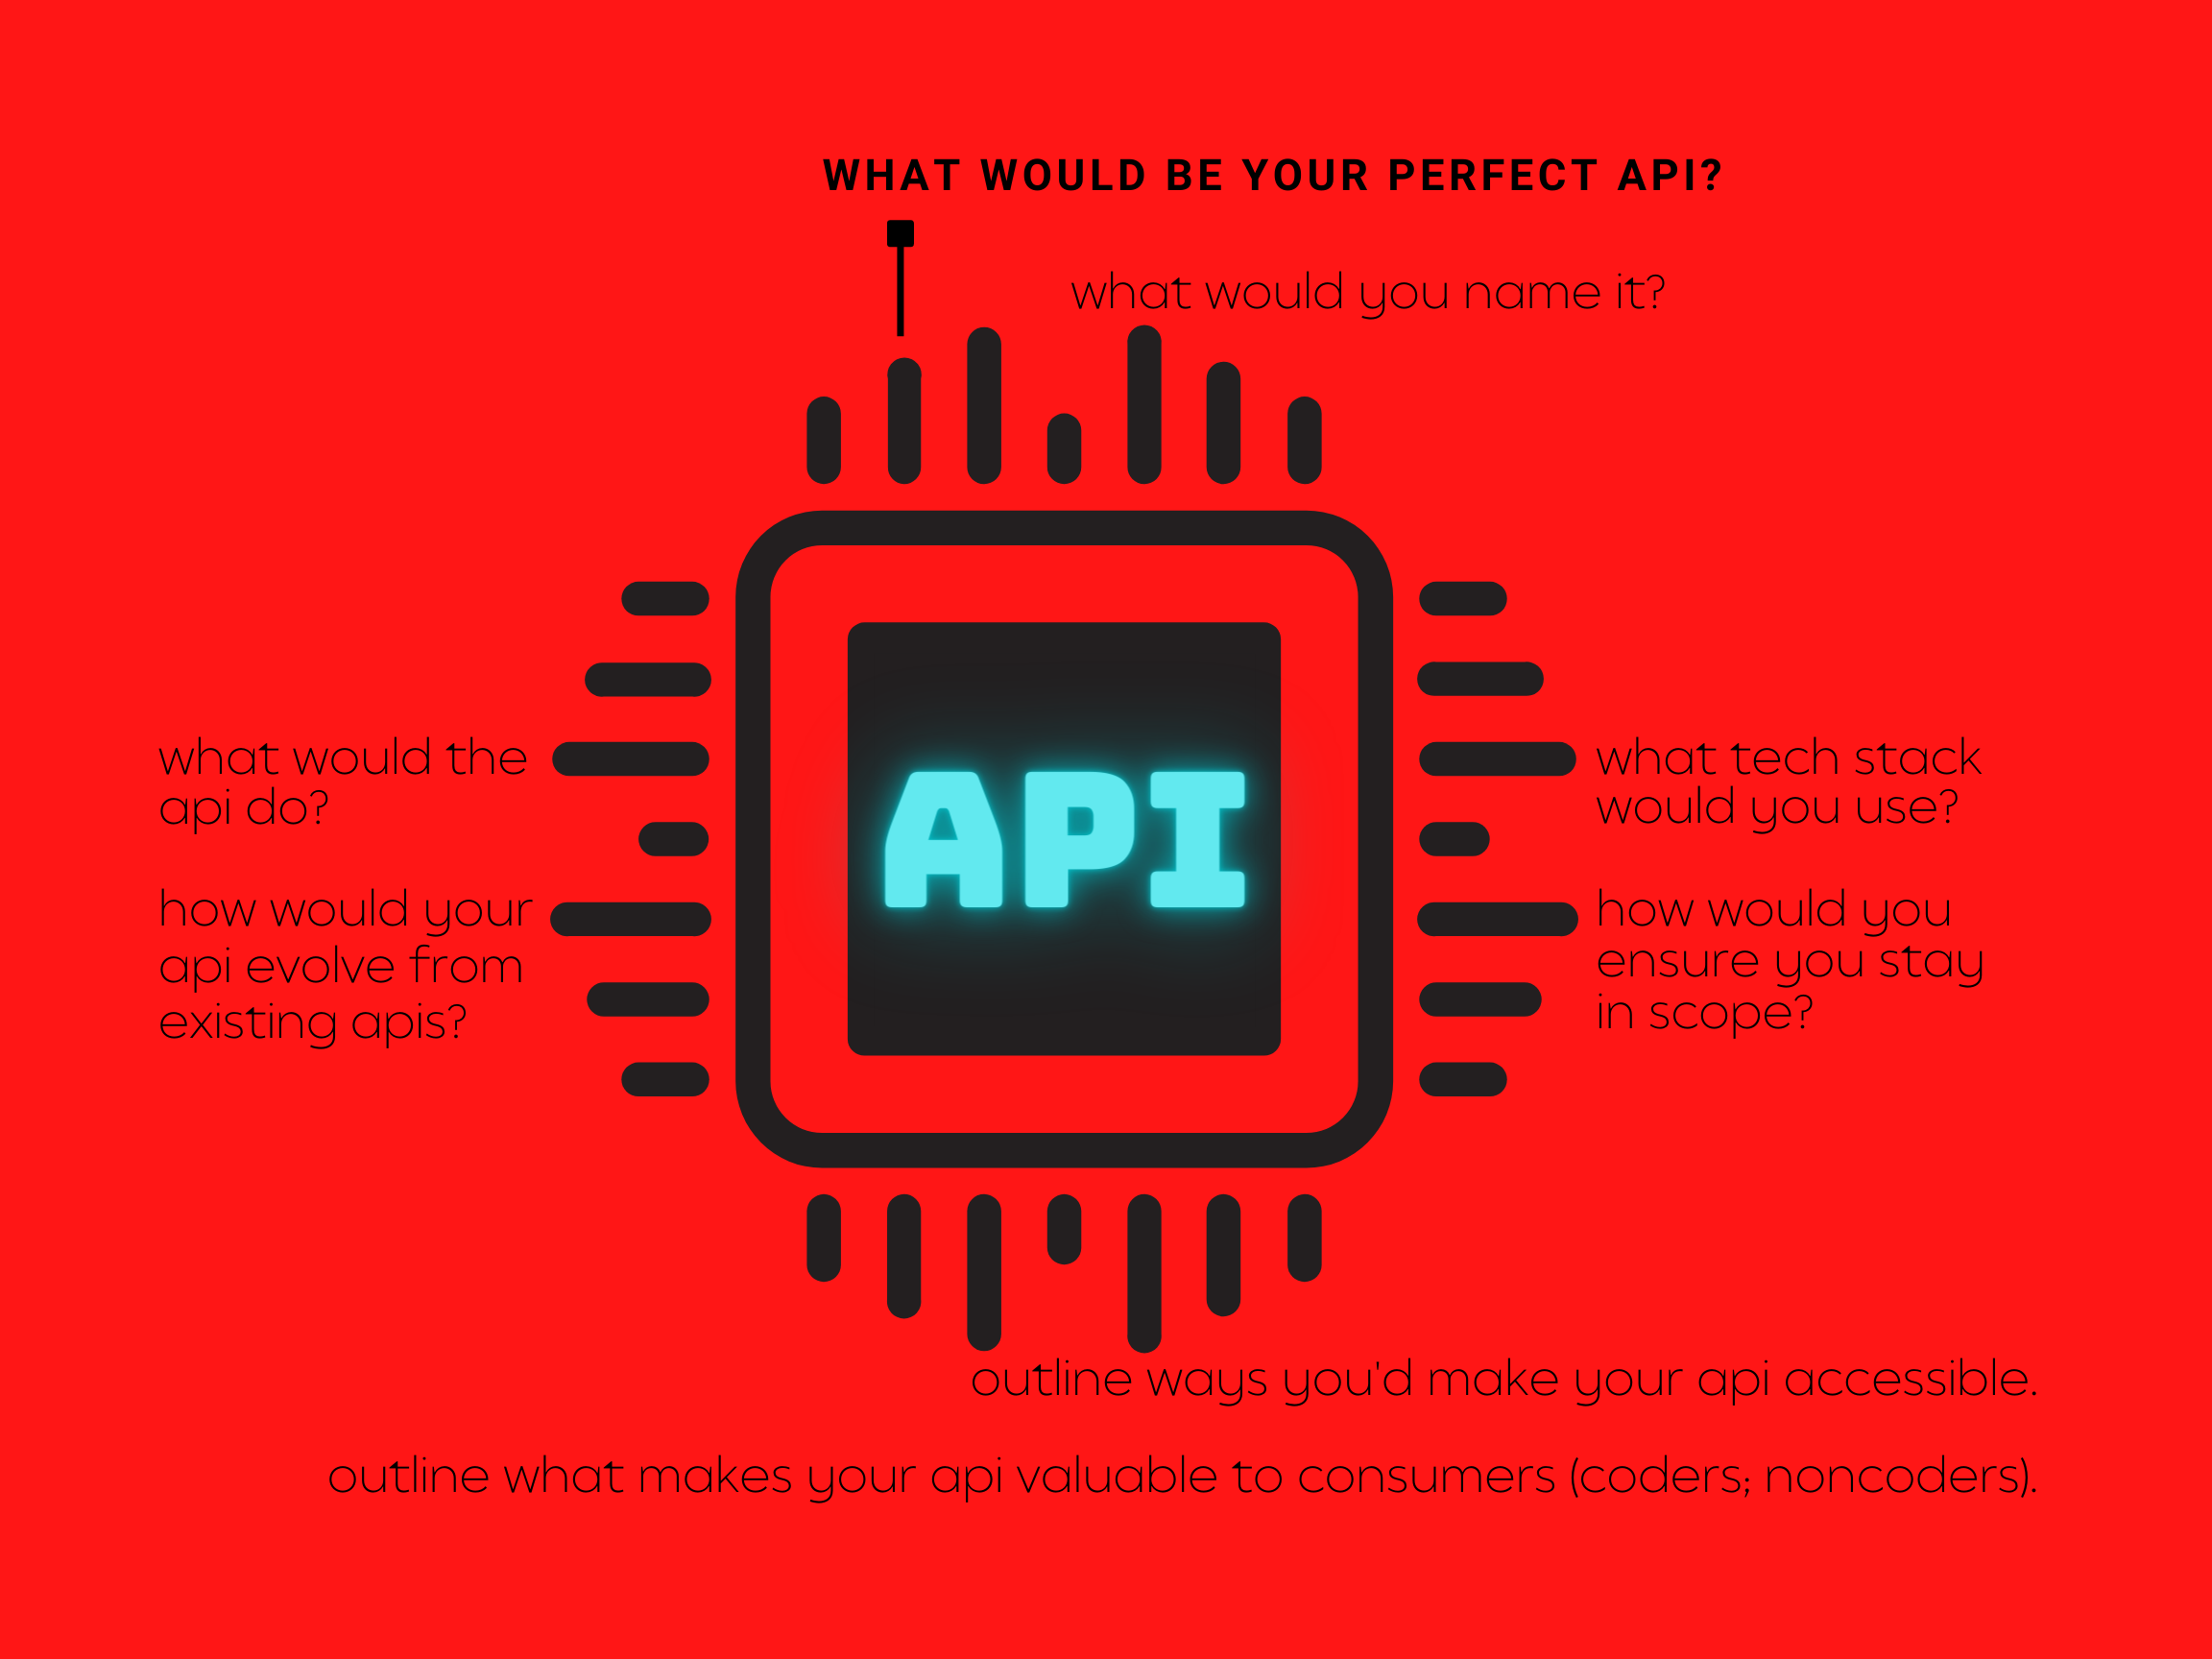 WHAT WOULD BE YOUR PERFECT API?
what would you name it?
what would the
api do?
how would your
api evolve from
existing apis?
API
what tech stack
would you use?
how would you
ensure you stay
in scope?
outline ways you'd make your api accessible.
outline what makes your api valuable to consumers (coders; noncoders).